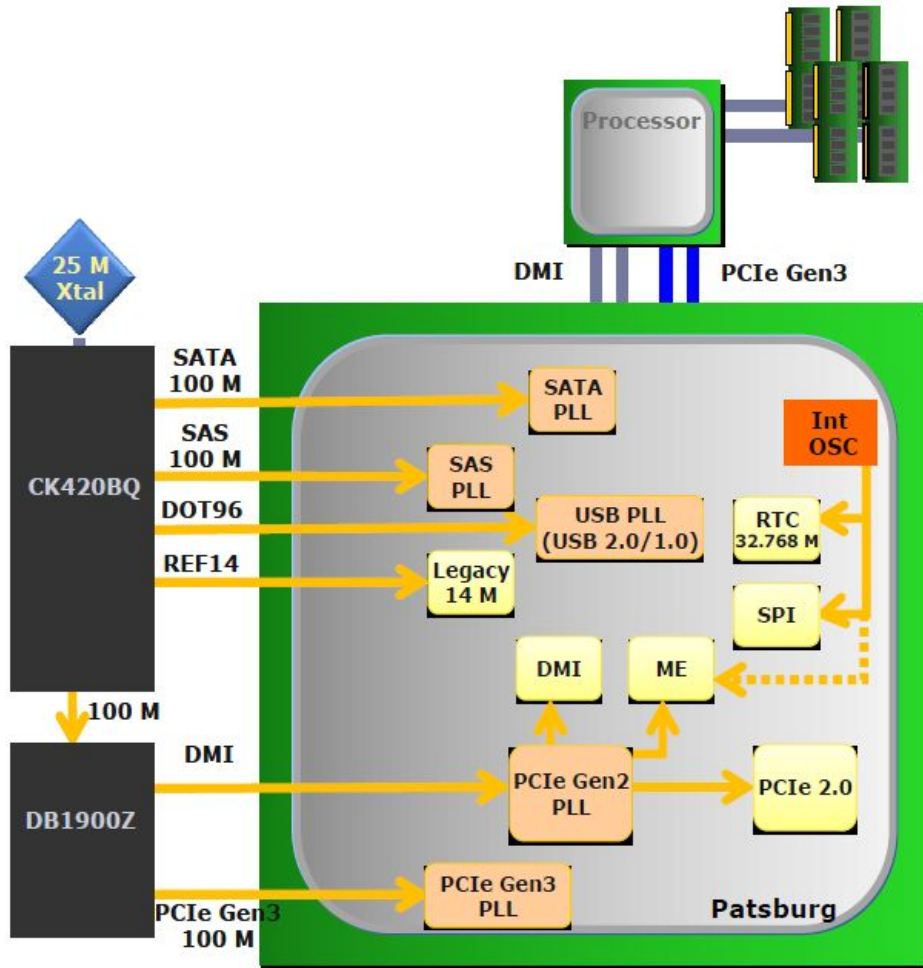 Processor
DMI
PCIe Gen3
25 M
Xtal
SATA
100 M
SATA
PLL
Int
OSC
SAS
100 M
SAS
PLL
CK420BQ
DOT96
USB PLL
(USB 2.0/1.0)
RTC
32.768 M
REF14
Legacy
14 M
SPI
DMI
ME
100 M
DMI
PCIe Gen2
PLL
PCIe 2.0
DB1900Z
PCIe Gen3
PLL
PCIe Gen3
100 M
Patsburg